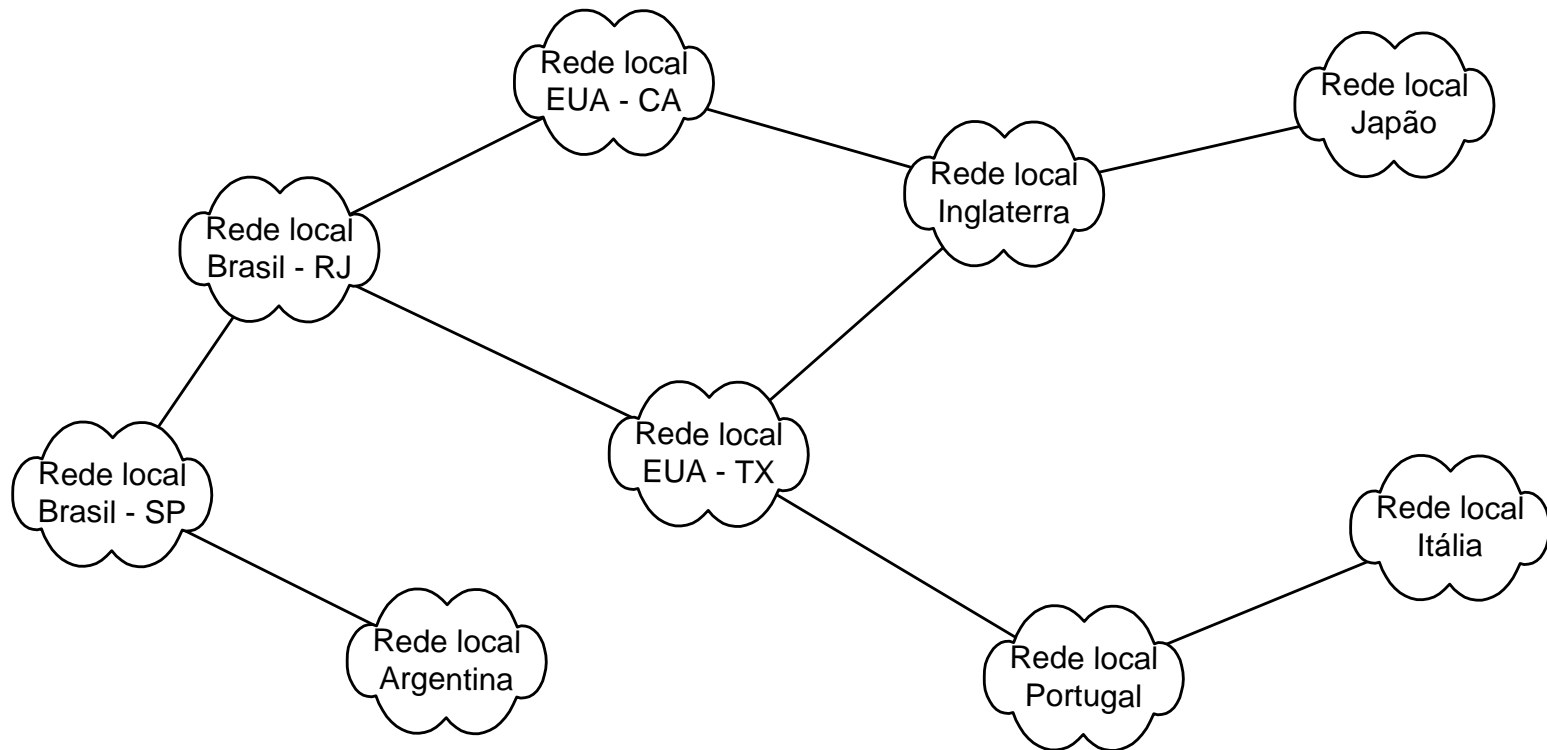 Rede local
EUA - CA
Rede local
Japão
Rede local
Inglaterra
Rede local
Brasil - RJ
Rede local
EUA - TX
Rede local
Brasil - SP
Rede local
Itália
Rede local
Argentina
Rede local
Portugal